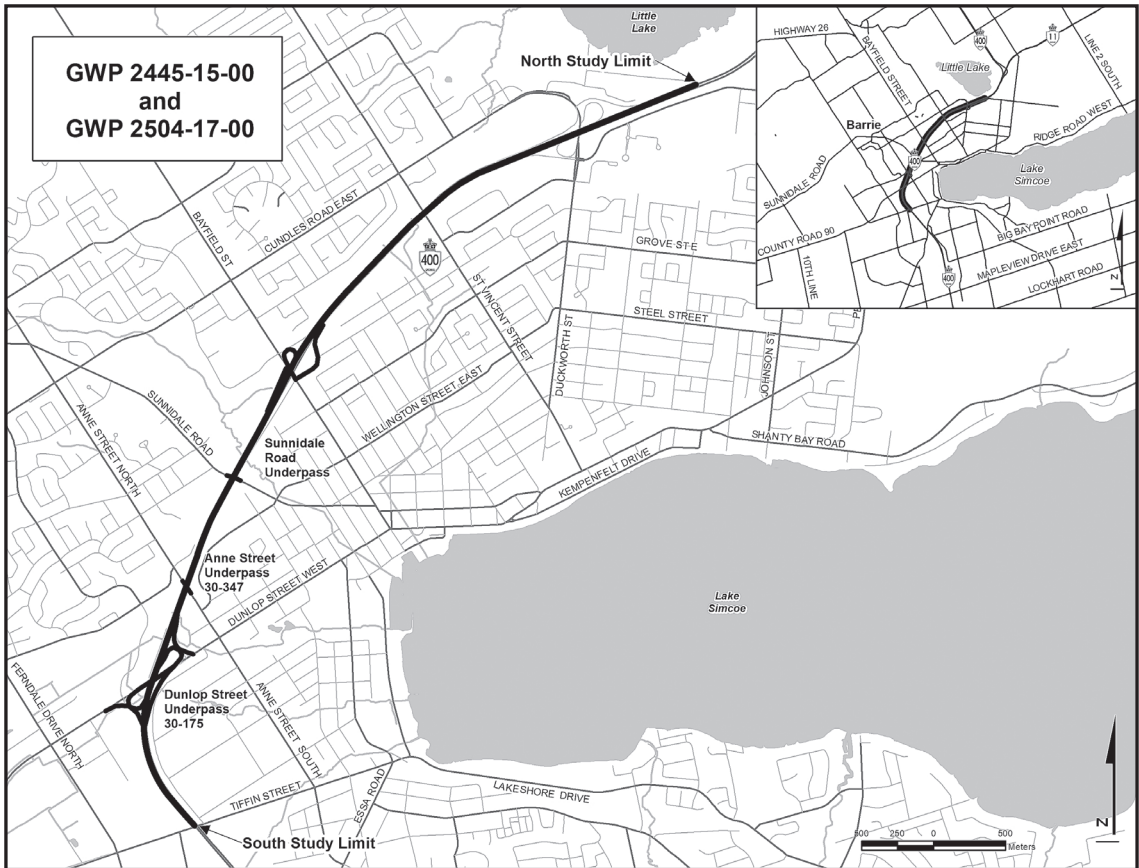 GWP 2445-15-00
and
GWP 2504-17-00
Little
Lake
North Study Limit
HIGHWAY 26
BAYFIELD STREET
400
11
LINE 2 SOUTH
Little Lake
Barrie
RIDGE ROAD WEST
400
Lake
Simcoe
SUNNIDALE ROAD
COUNTY ROAD 90
BIG BAY POINT ROAD
MAPLEVIEW DRIVE EAST
10TH LINE
400
LOCKHART ROAD
N
BAYFIELD ST
CUNDLES ROAD EAST
400
GROVE ST E
ST VINCENT STREET
STEEL STREET
DUCKWORTH ST
JOHNSON ST
PE
WELLINGTON STREET EAST
SUNNIDALE ROAD
ANNE STREET NORTH
Sunnidale
Road
Underpass
SHANTY BAY ROAD
KEMPENFELT DRIVE
Anne Street
Underpass
30-347
DUNLOP STREET WEST
Lake
Simcoe
FERNDALE DRIVE NORTH
Dunlop Street
Underpass
30-175
ANNE STREET SOUTH
TIFFIN STREET
ESSA ROAD
LAKESHORE DRIVE
South Study Limit
500 250 0 500
Meters
N